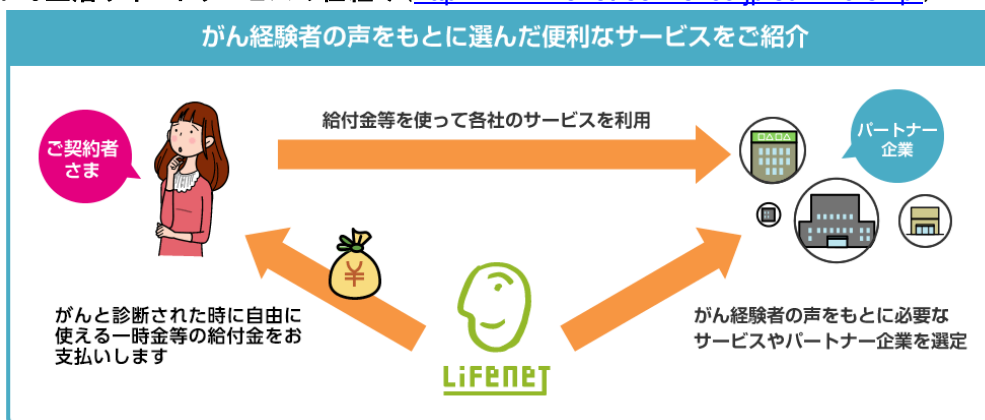 がん経験者の声をもとに選んだ便利なサービスをご紹介
ご契約者
さま
給付金等を使って各社のサービスを利用
パートナー
企業
¥
がんと診断された時に自由に
使える一時金等の給付金をお
支払いします
がん経験者の声をもとに必要な
サービスやパートナー企業を選定
LIFENET